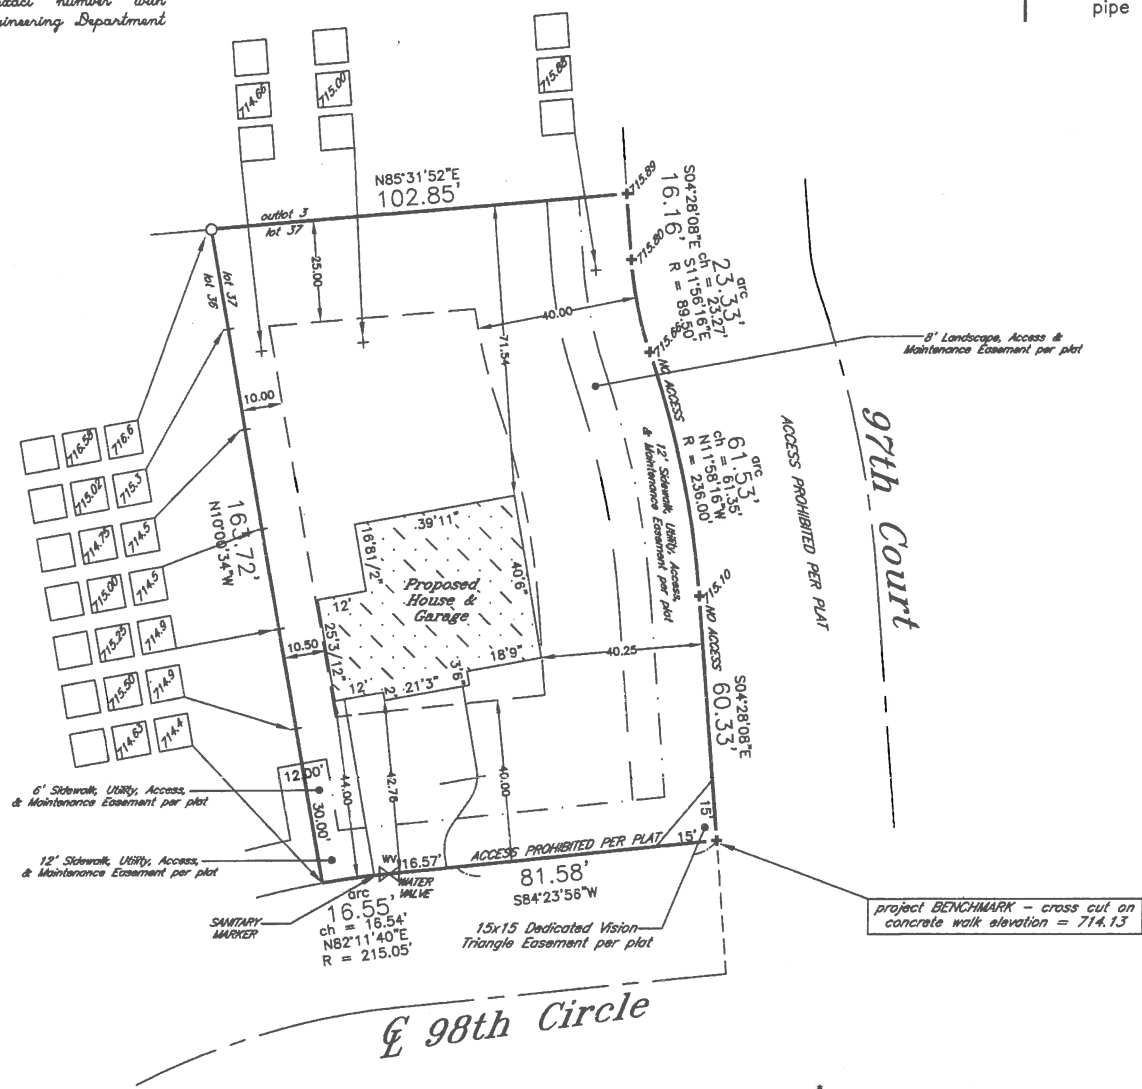 gineering Department
pipe
714.66
715.00
715.88
N85°31'52"E
102.85'
outlot 3
lot 37
lot 37
lot 36
715.89
S04°28'08"E
16.16'
715.80
arc
23.33'
ch = 23.27'
S11°56'16"E
R = 89.50'
25.00
71.54
40.00
8' Landscape, Access &
Maintenance Easement per plat
NO ACCESS
10.00
arc
61.53'
ch = 61.35'
N11°58'16"W
R = 236.00'
12' Sidewalk, Utility, Access,
& Maintenance Easement per plat
ACCESS PROHIBITED PER PLAT
97th Court
716.58
716.6
715.02
715.3
714.75
714.5
715.00
714.5
715.25
714.9
715.50
714.9
714.63
714.4
163.72'
39'11"
16'81/2"
40'6"
Proposed
House &
Garage
12'
25'3/12"
10.50
12'
2'
21'3"
3'6"
18'9"
40.25
715.10
NO ACCESS
S04°28'08"E
60.33'
6' Sidewalk, Utility, Access,
& Maintenance Easement per plat
12.00'
30.00'
44.00
42.76
40.00
15'
15'
12' Sidewalk, Utility, Access,
& Maintenance Easement per plat
WV
WATER
VALVE
16.57'
ACCESS PROHIBITED PER PLAT
81.58'
S84°23'56"W
SANITARY
MARKER
arc
16.55'
ch = 16.54'
N82°11'40"E
R = 215.05'
15x15 Dedicated Vision
Triangle Easement per plat
project BENCHMARK - cross cut on
concrete walk elevation = 714.13
℄ 98th Circle